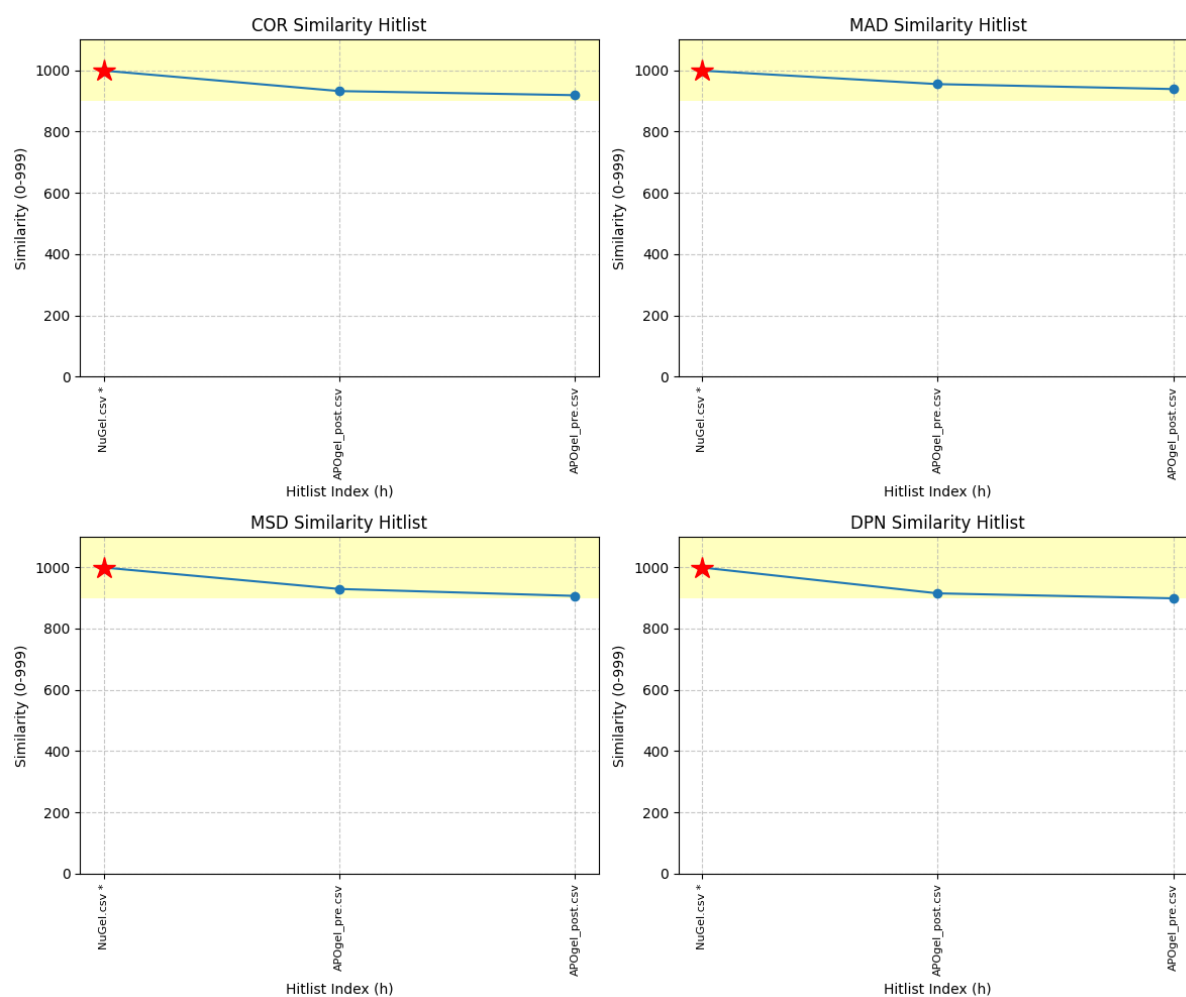 COR Similarity Hitlist
Similarity (0-999)
1000
800
600
400
200
0
NuGel.csv *
APOgel_post.csv
APOgel_pre.csv
Hitlist Index (h)
MAD Similarity Hitlist
Similarity (0-999)
1000
800
600
400
200
0
NuGel.csv *
APOgel_pre.csv
APOgel_post.csv
Hitlist Index (h)
MSD Similarity Hitlist
Similarity (0-999)
1000
800
600
400
200
0
NuGel.csv *
APOgel_pre.csv
APOgel_post.csv
Hitlist Index (h)
DPN Similarity Hitlist
Similarity (0-999)
1000
800
600
400
200
0
NuGel.csv *
APOgel_post.csv
APOgel_pre.csv
Hitlist Index (h)